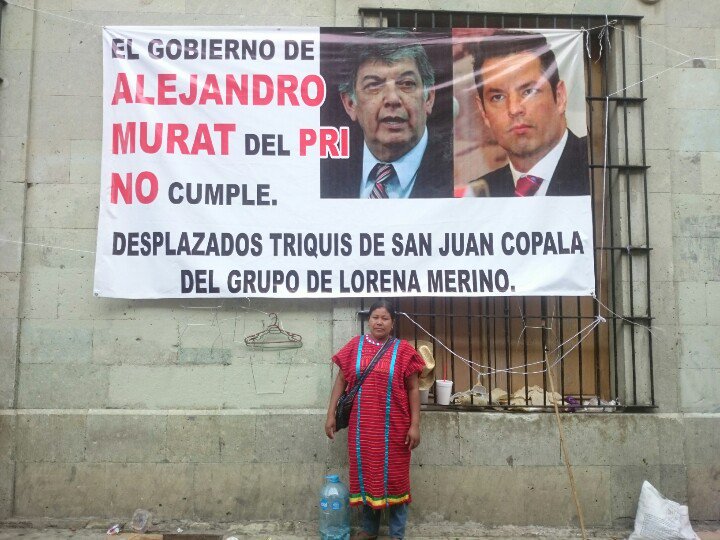 EL GOBIERNO DE
ALEJANDRO
MURAT DEL PRI
NO CUMPLE.
DESPLAZADOS TRIQUIS DE SAN JUAN COPALA
DEL GRUPO DE LORENA MERINO.